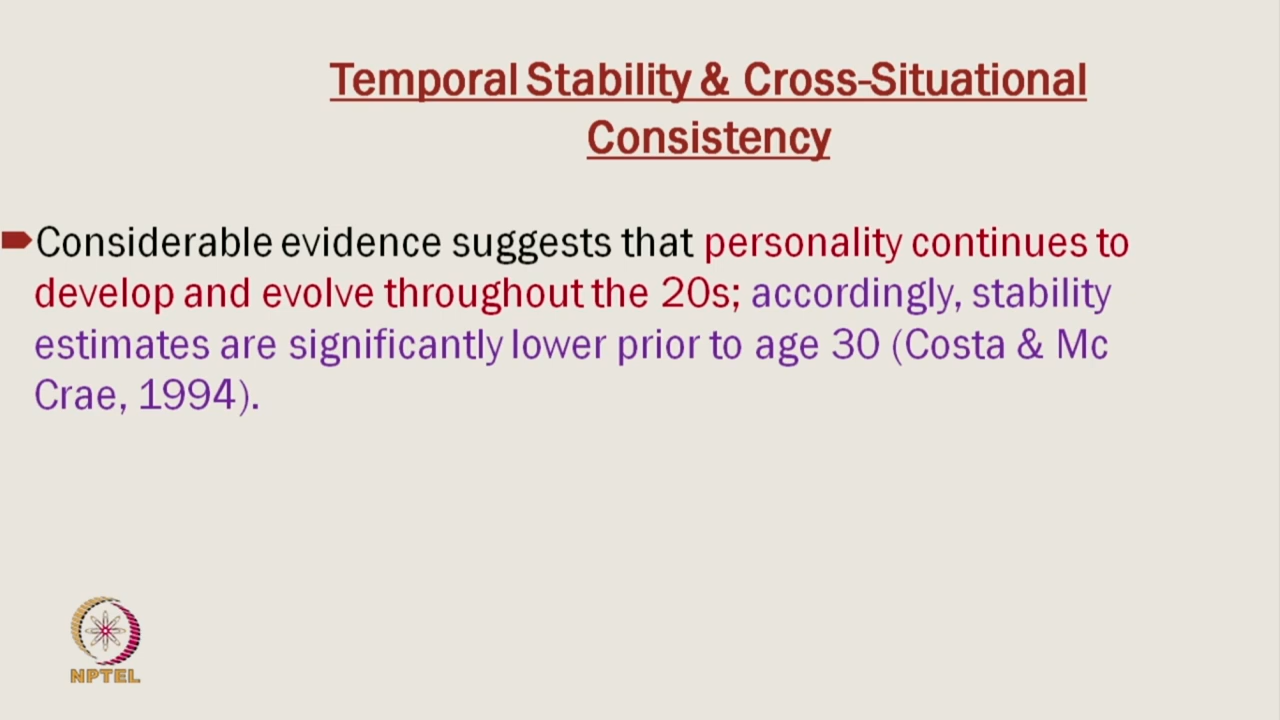 Temporal Stability & Cross-Situational
Consistency
Considerable evidence suggests that personality continues to
develop and evolve throughout the 20s; accordingly, stability
estimates are significantly lower prior to age 30 (Costa & Mc
Crae, 1994).
NPTEL